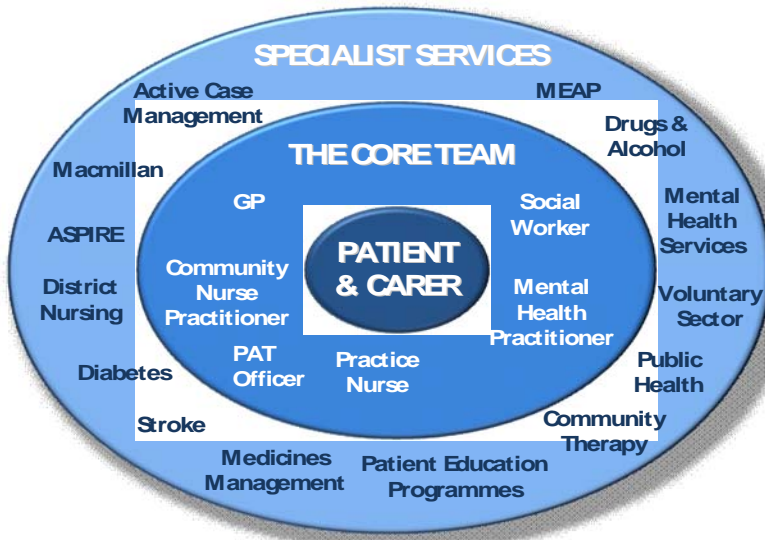 SPECIALIST SERVICES
Active Case
Management
MEAP
Drugs &
Alcohol
Macmillan
THE CORE TEAM
GP
Social
Worker
Mental
Health
Services
ASPIRE
PATIENT
& CARER
Community
Nurse
Practitioner
Mental
Health
Practitioner
District
Nursing
Voluntary
Sector
PAT
Officer
Practice
Nurse
Diabetes
Public
Health
Stroke
Community
Therapy
Medicines
Management
Patient Education
Programmes